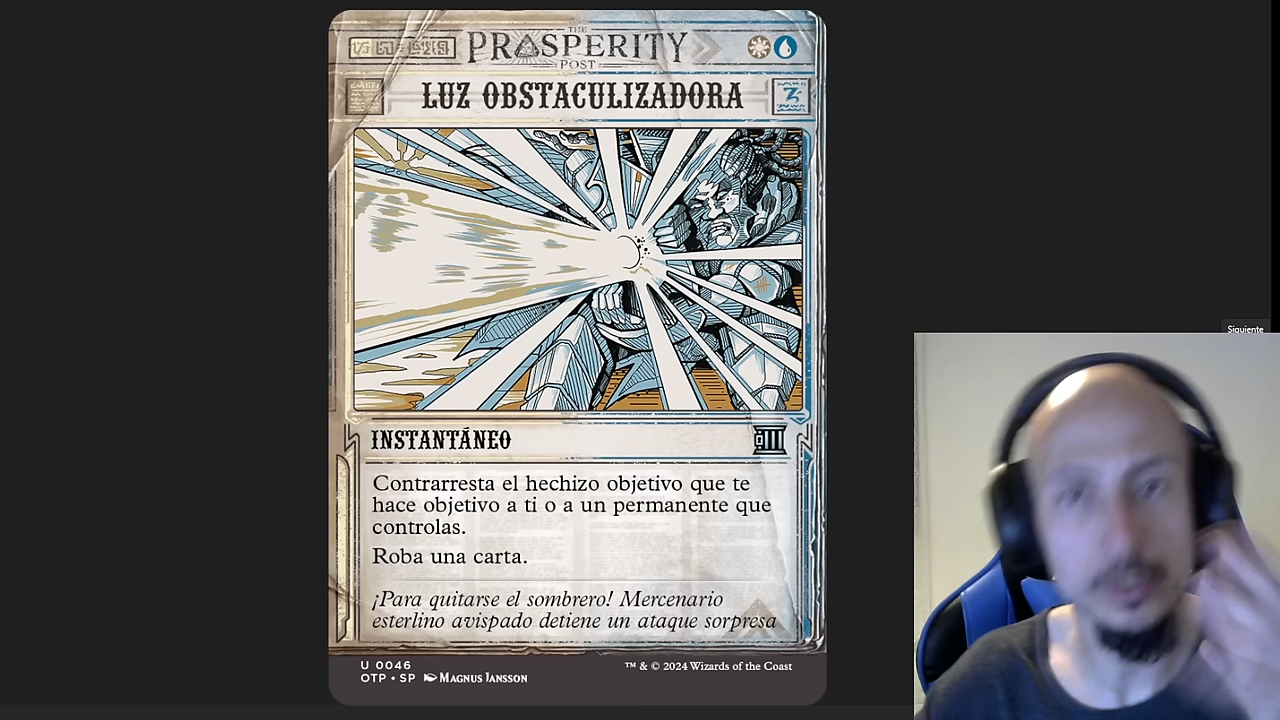 THE
PROSPERITY
POST
LUZ OBSTACULIZADORA
INSTANTÁNEO
Contrarresta el hechizo objetivo que te
hace objetivo a ti o a un permanente que
controlas.
Roba una carta.
¡Para quitarse el sombrero! Mercenario
esterlino avispado detiene un ataque sorpresa
U 0046
OTP • SP Magnus Jansson
™ & © 2024 Wizards of the Coast
Siguiente